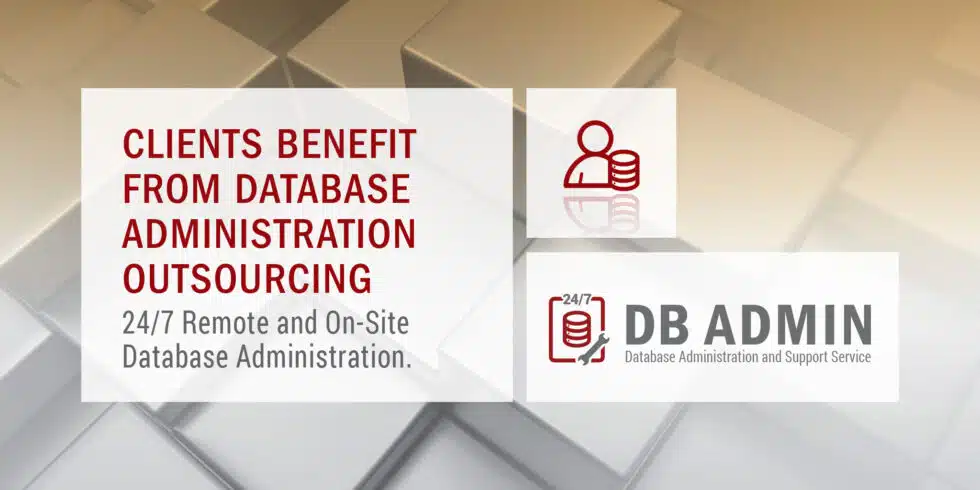 CLIENTS BENEFIT
FROM DATABASE
ADMINISTRATION
OUTSOURCING
24/7 Remote and On-Site
Database Administration.
24/7
DB ADMIN
Database Administration and Support Service